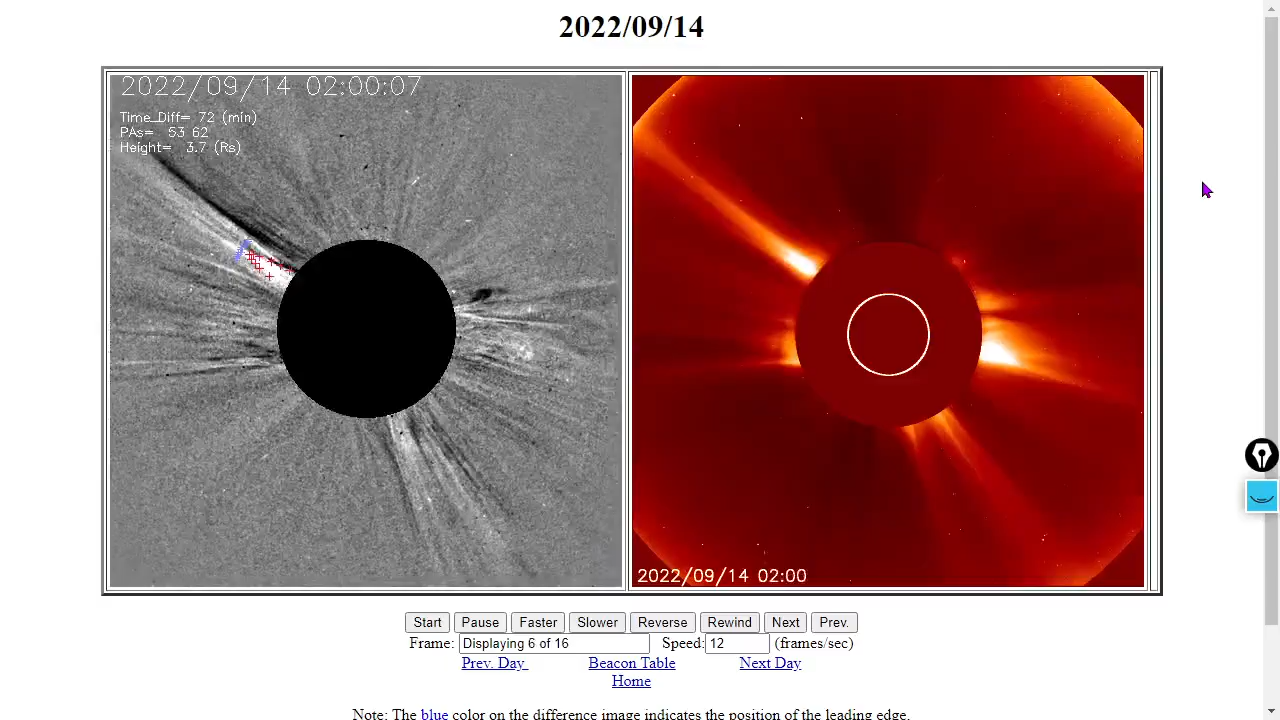 2022/09/14
2022/09/14 02:00:07
Time_Diff= 72 (min)
PAs= 53 62
Height= 3.7 (Rs)
2022/09/14 02:00
Start Pause Faster Slower Reverse Rewind Next Prev.
Frame: Displaying 6 of 16 Speed: 12 (frames/sec)
Prev. Day Beacon Table Next Day
Home
Note: The blue color on the difference image indicates the position of the leading edge.